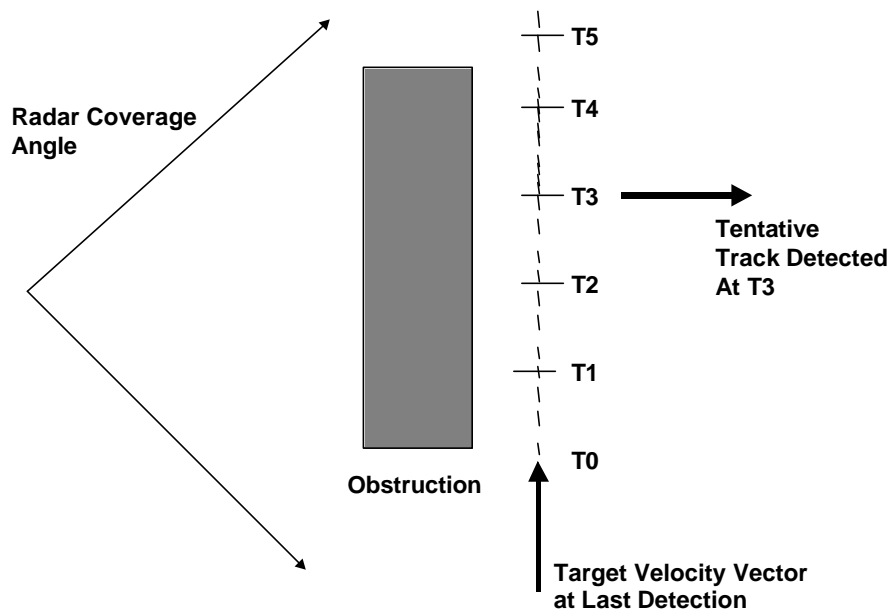 T5
Radar Coverage
Angle
T4
T3
Tentative
Track Detected
At T3
T2
T1
T0
Obstruction
Target Velocity Vector
at Last Detection